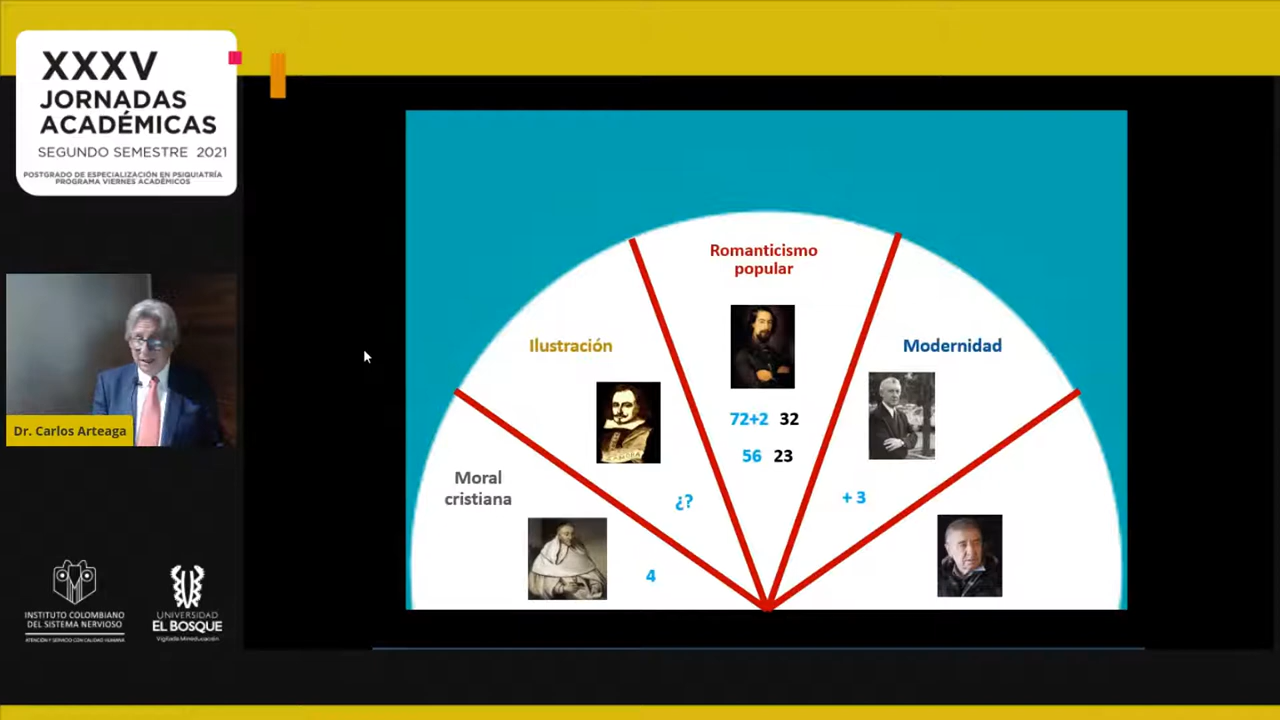 XXXV
JORNADAS
ACADÉMICAS
SEGUNDO SEMESTRE 2021
POSTGRADO DE ESPECIALIZACIÓN EN PSIQUIATRÍA
PROGRAMA VIERNES ACADÉMICOS
Dr. Carlos Arteaga
INSTITUTO COLOMBIANO
DEL SISTEMA NERVIOSO
ATENCIÓN Y SERVICIO CON CALIDAD HUMANA
UNIVERSIDAD
EL BOSQUE
Vigilada Mineducación
Romanticismo
popular
72+2 32
56 23
Ilustración
¿?
Modernidad
+ 3
Moral
cristiana
4